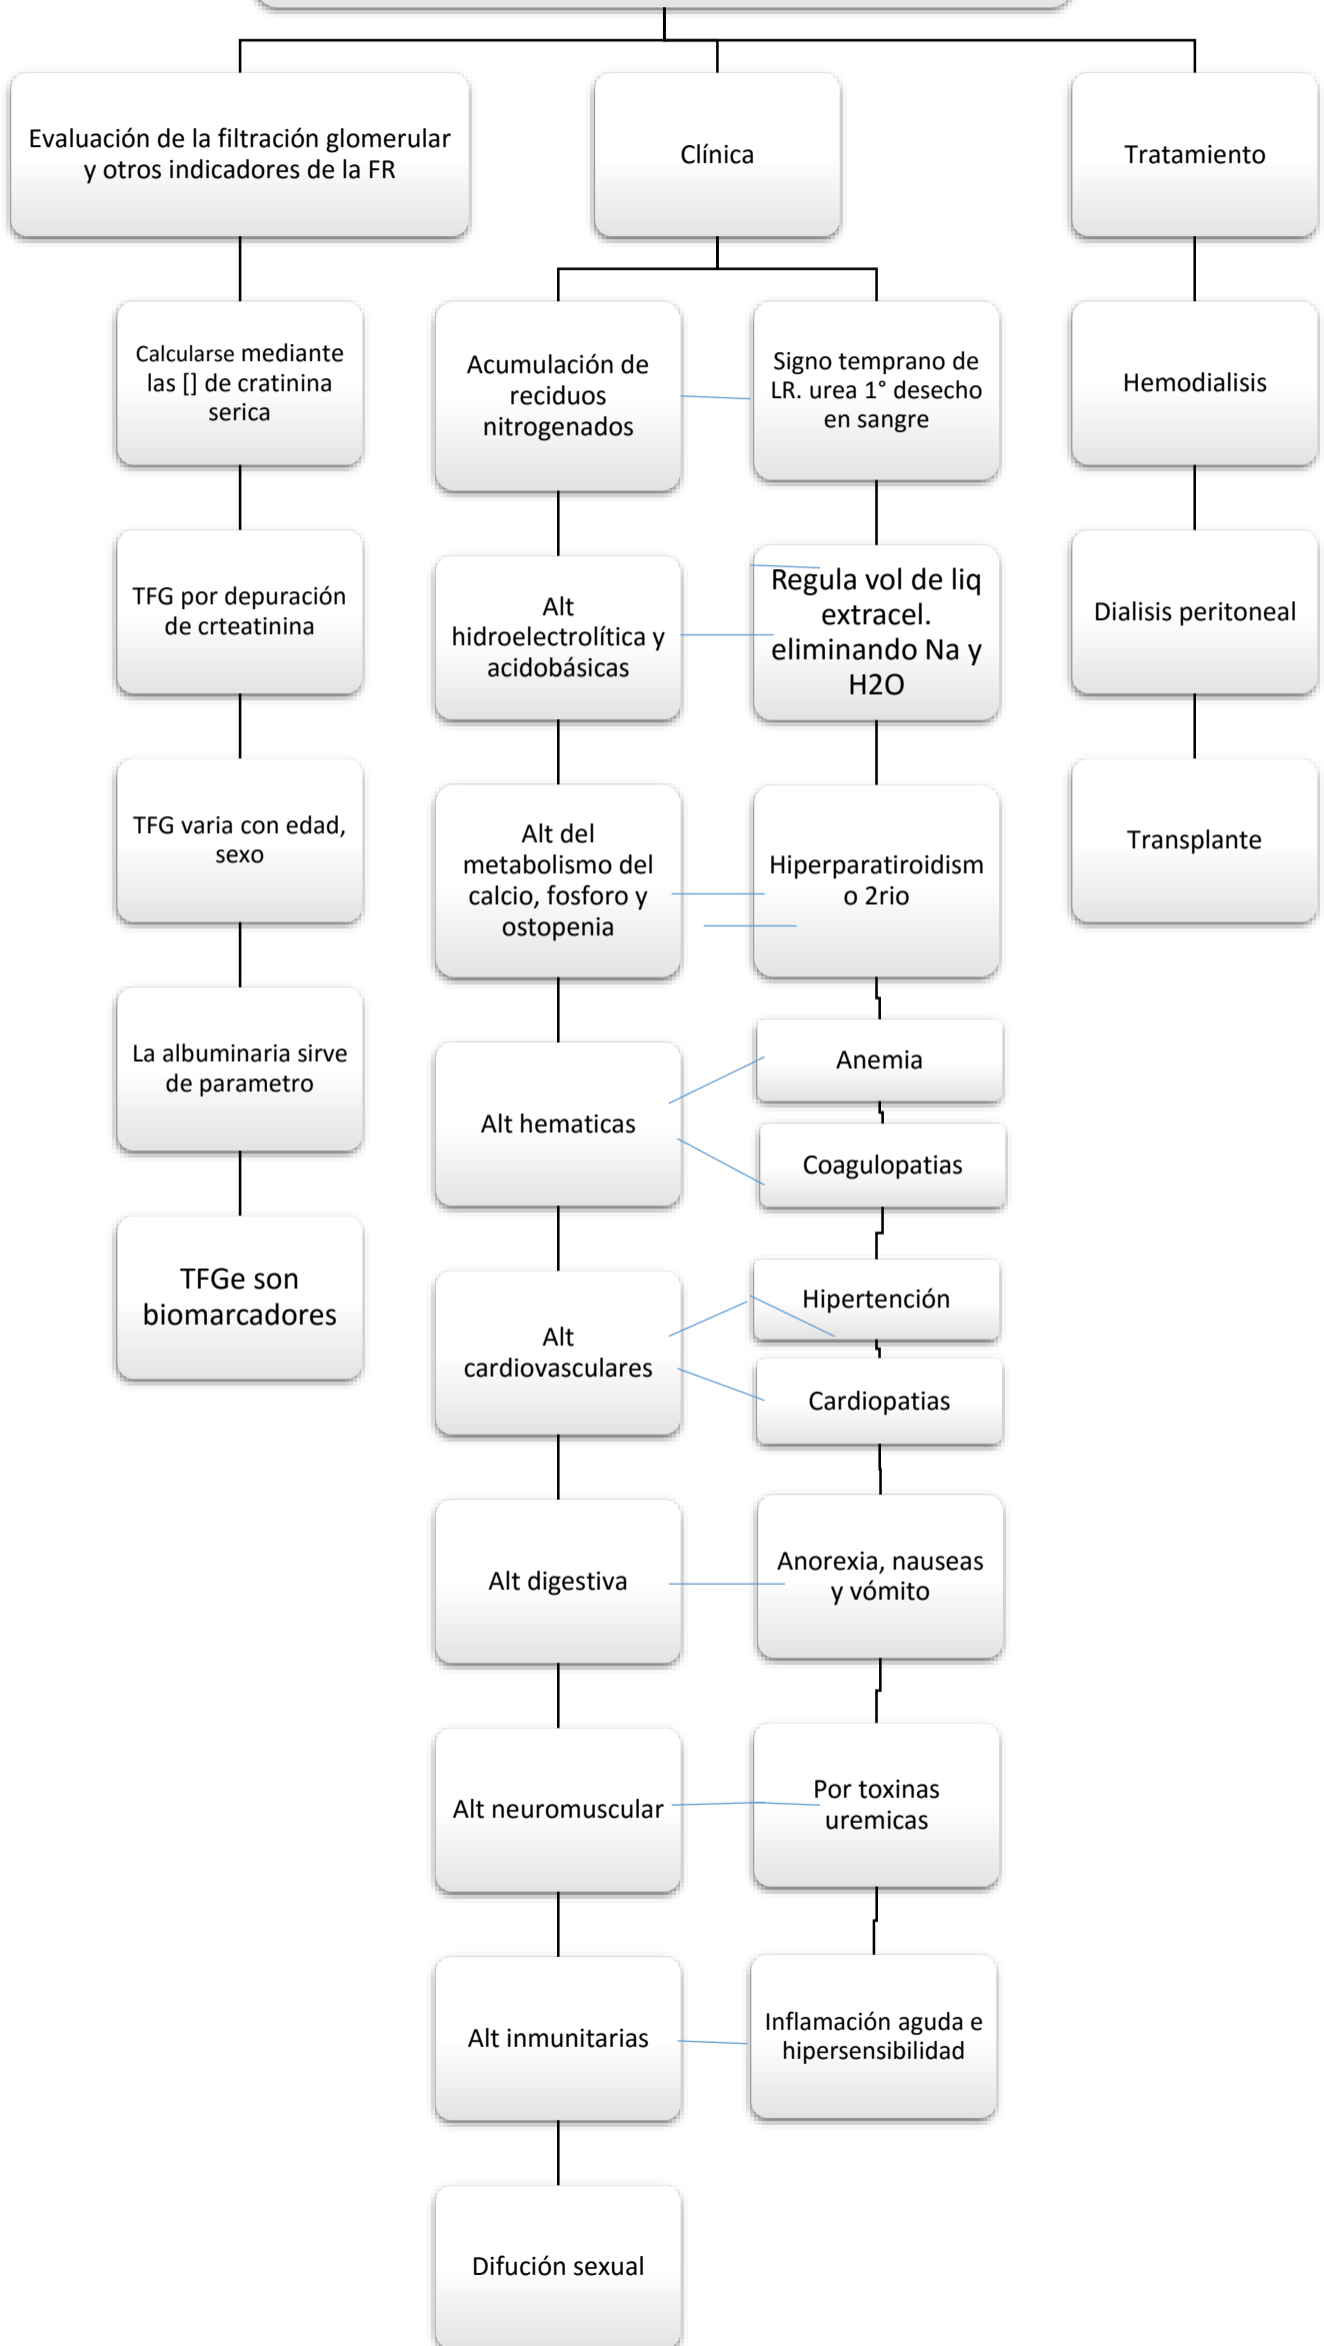 Evaluación de la filtración glomerular
y otros indicadores de la FR
Clínica
Tratamiento
Calcularse mediante
las [] de cratinina
serica
TFG por depuración
de crteatinina
TFG varia con edad,
sexo
La albuminaria sirve
de parametro
TFGe son
biomarcadores
Acumulación de
reciduos
nitrogenados
Signo temprano de
LR. urea 1° desecho
en sangre
Alt
hidroelectrolítica y
acidobásicas
Regula vol de liq
extracel.
eliminando Na y
H2O
Alt del
metabolismo del
calcio, fosforo y
ostopenia
Hiperparatiroidism
o 2rio
Alt hematicas
Anemia
Coagulopatias
Alt
cardiovasculares
Hipertención
Cardiopatias
Alt digestiva
Anorexia, nauseas
y vómito
Alt neuromuscular
Por toxinas
uremicas
Alt inmunitarias
Inflamación aguda e
hipersensibilidad
Difución sexual
Hemodialisis
Dialisis peritoneal
Transplante